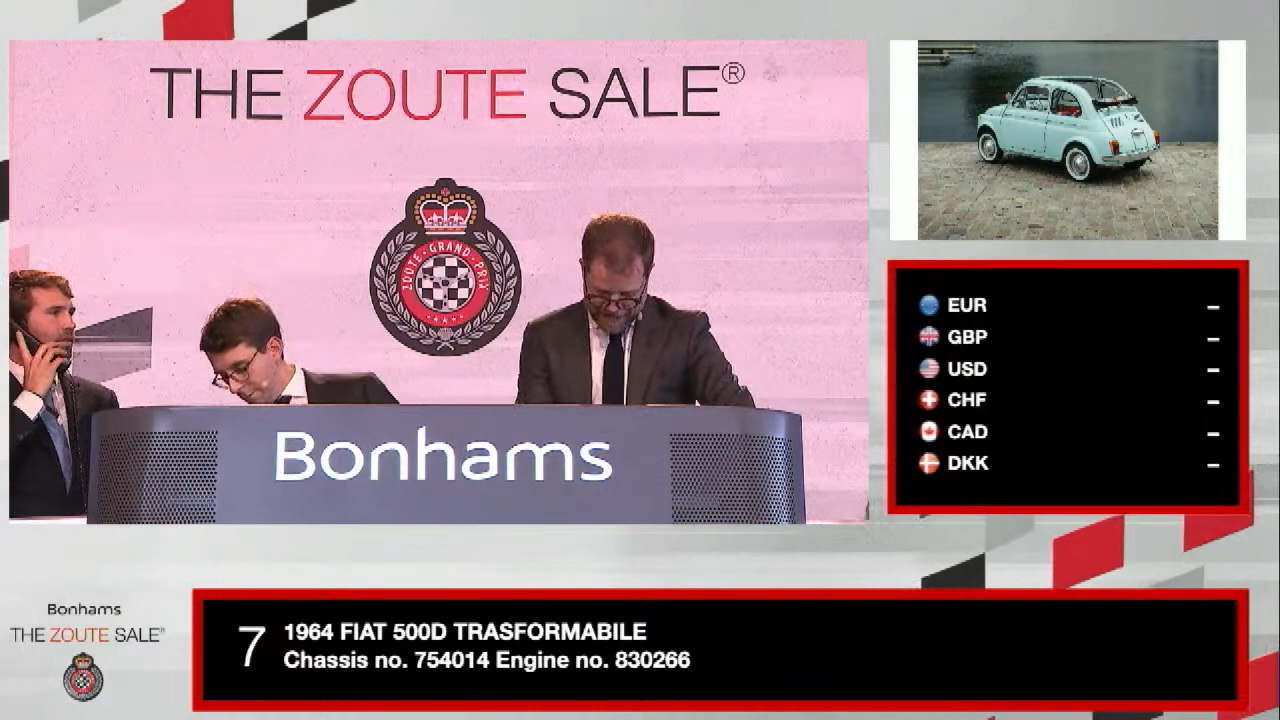 THE ZOUTE SALE®
ZOUTE · GRAND · PRIX
Bonhams
EUR –
GBP –
USD –
CHF –
CAD –
DKK –
Bonhams
THE ZOUTE SALE®
7
1964 FIAT 500D TRASFORMABILE
Chassis no. 754014 Engine no. 830266